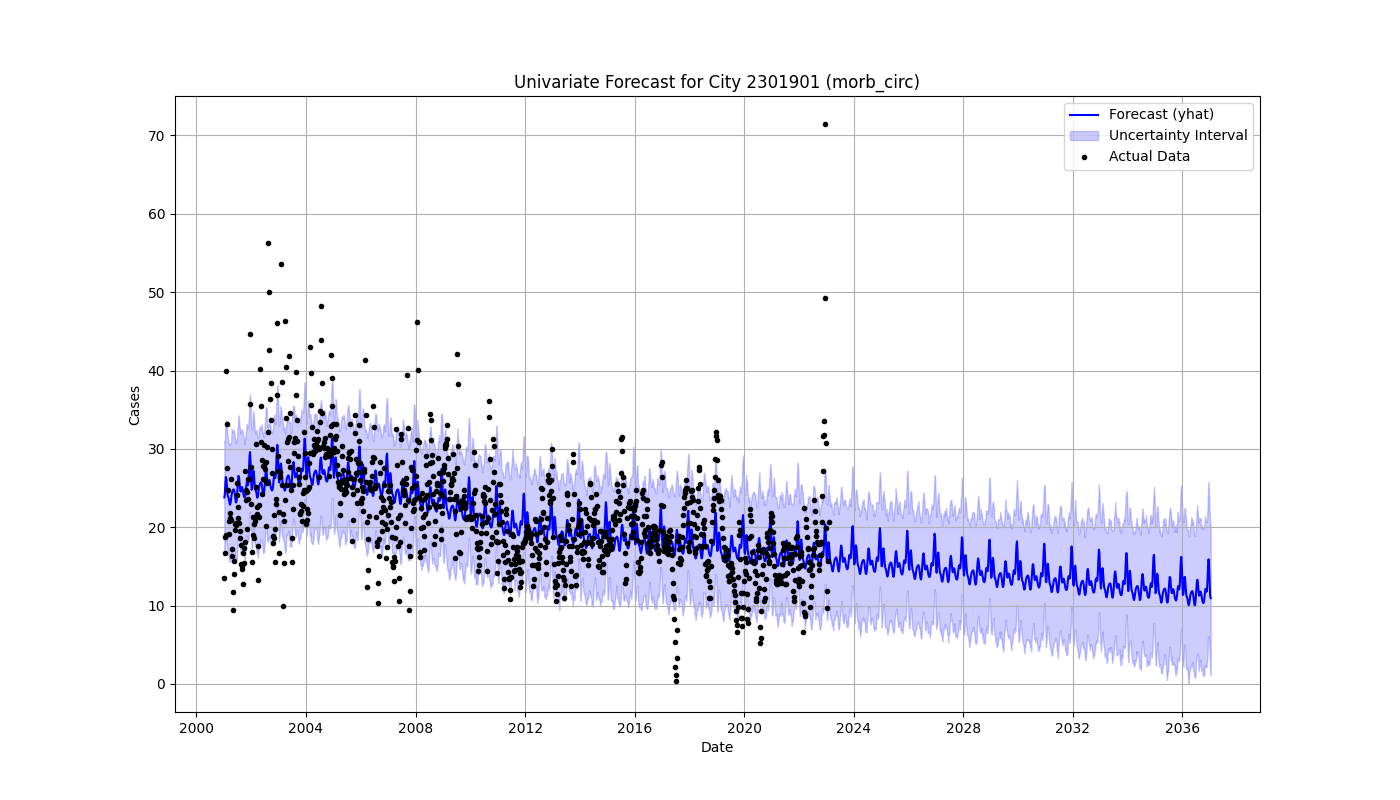 Univariate Forecast for City 2301901 (morb_circ)
Forecast (yhat)
Uncertainty Interval
Actual Data
Cases
70
60
50
40
30
20
10
0
2000 2004 2008 2012 2016 2020 2024 2028 2032 2036
Date